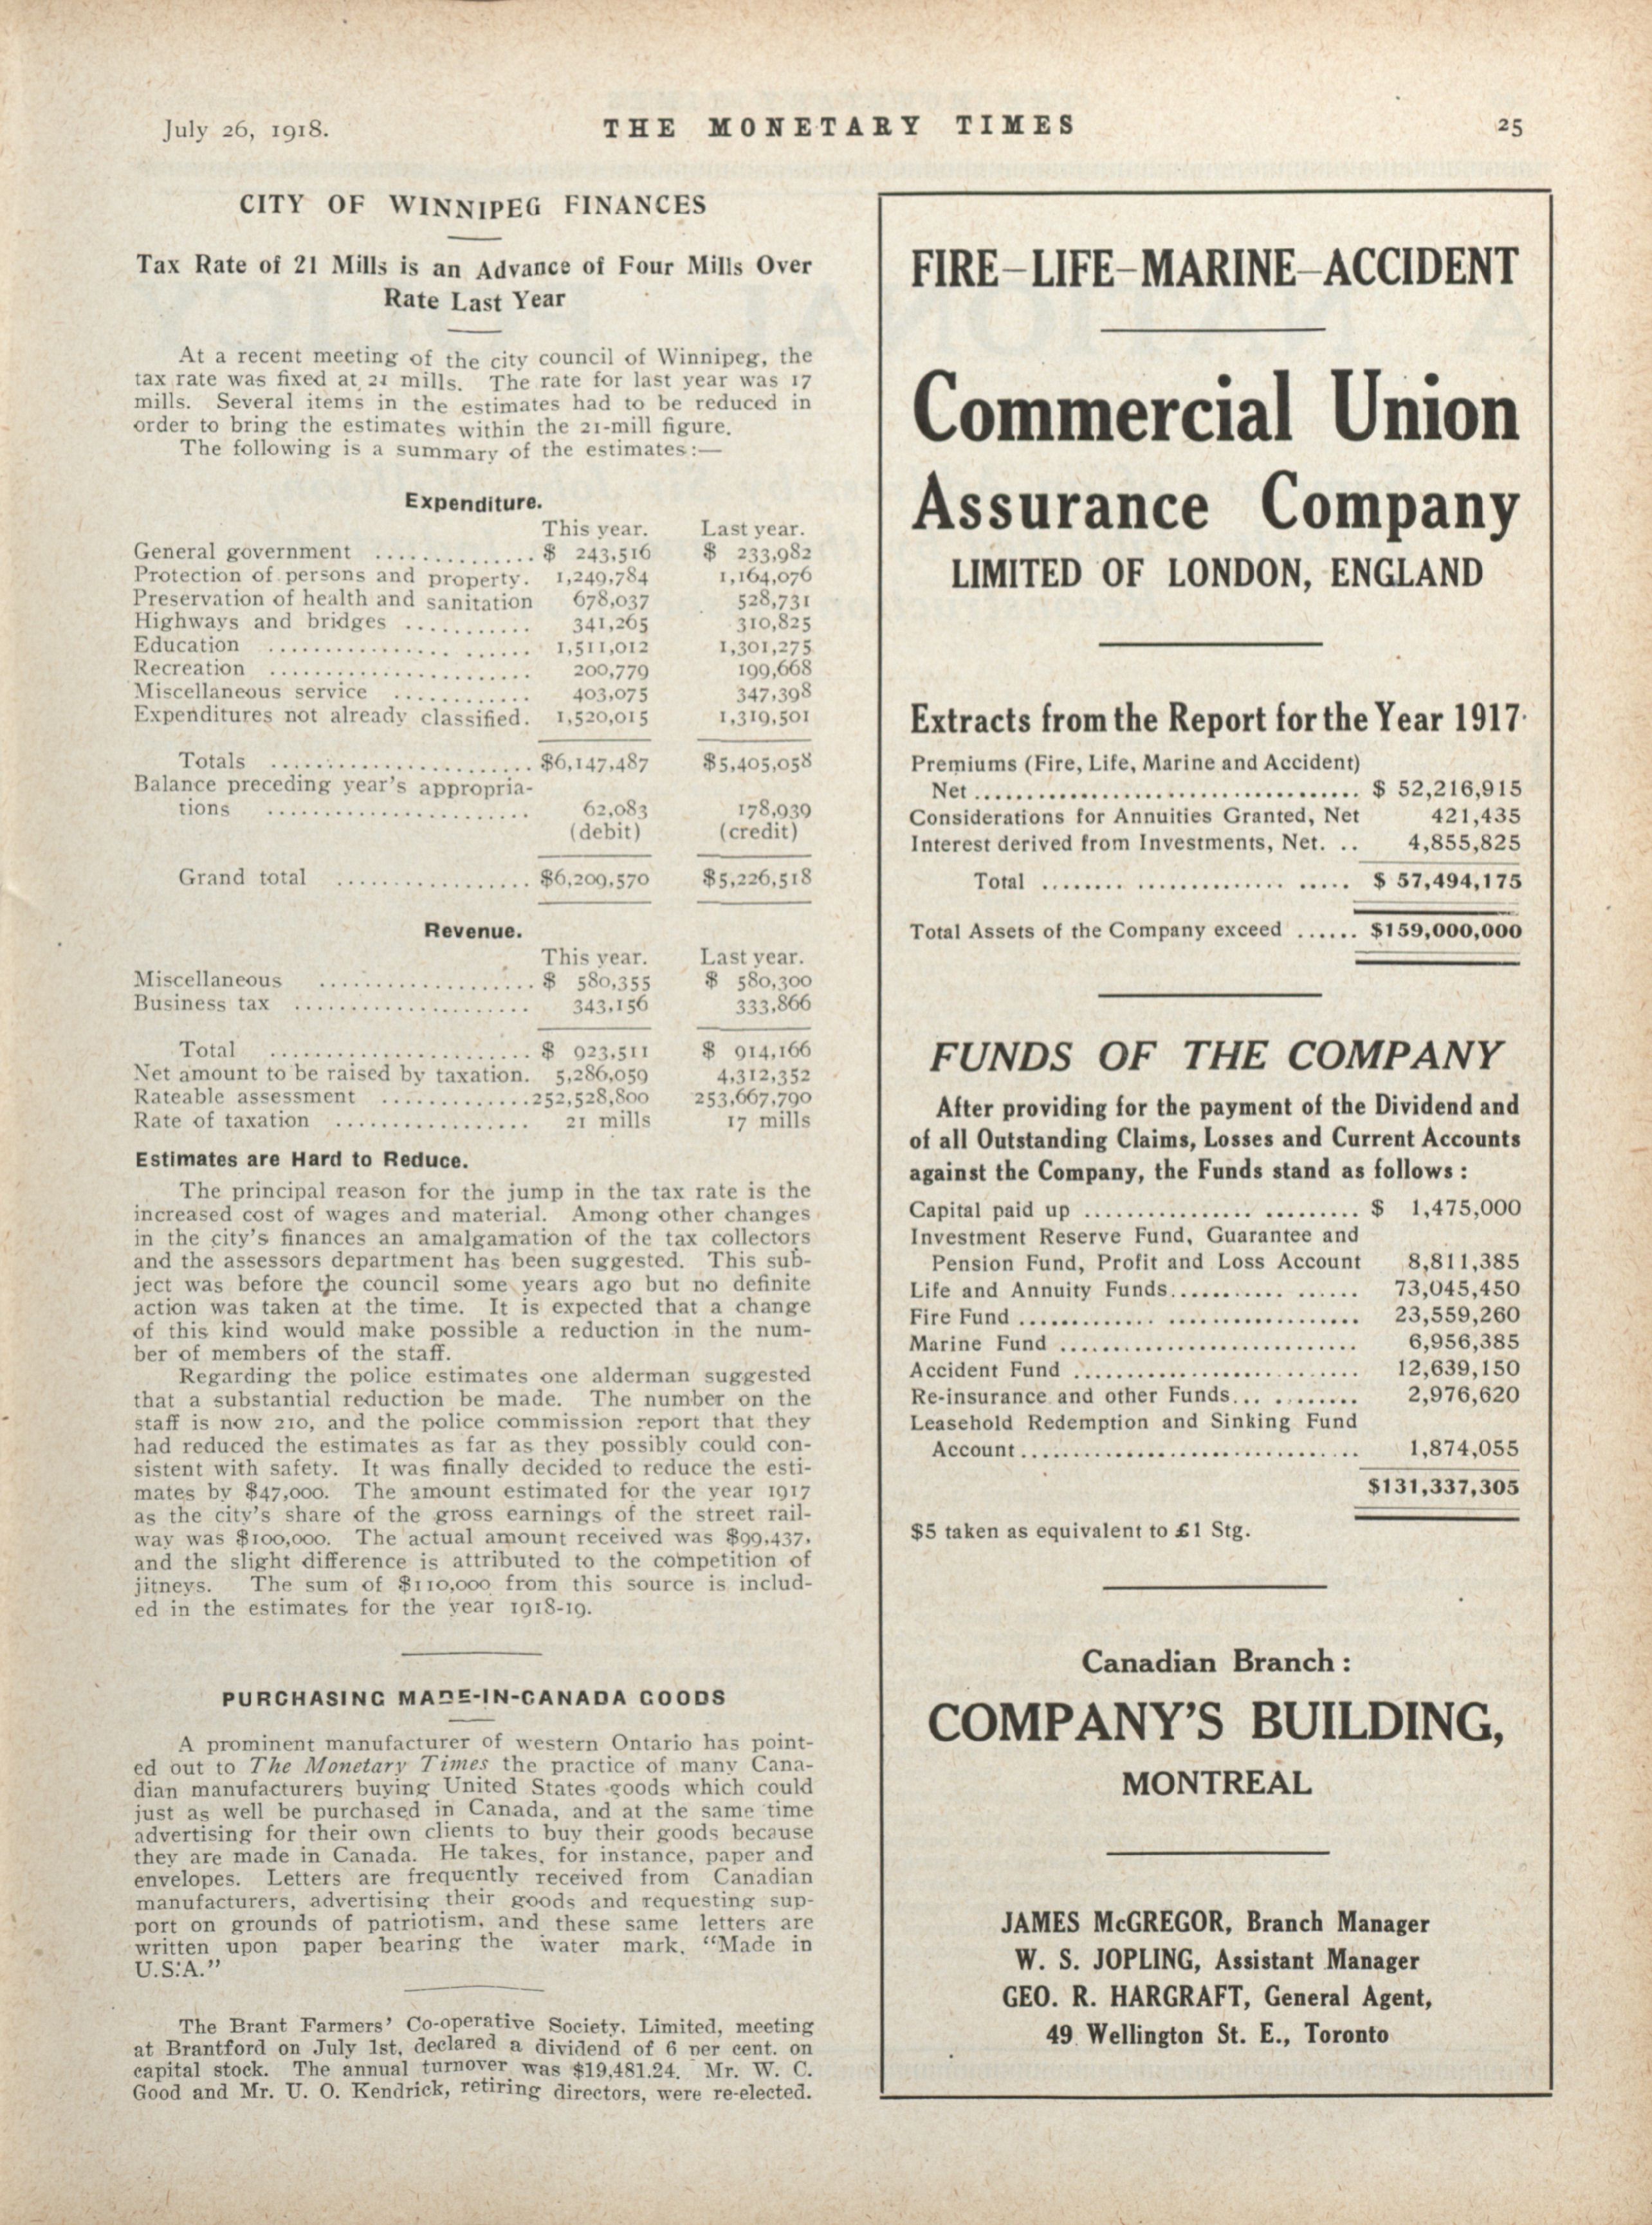 July 26, 1918.
THE MONETARY TIMES
25
CITY OF WINNIPEG FINANCES
Tax Rate of 21 Mills is an Advance of Four Mills Over
Rate Last Year
At a recent meeting of the city council of Winnipeg, the
tax rate was fixed at 21 mills. The rate for last year was 17
mills. Several items in the estimates had to be reduced in
order to bring the estimates within the 21-mill figure.
The following is a summary of the estimates:—
Expenditure.
This year. Last year.
General government .............. $ 243,516 $ 233,982
Protection of persons and property. 1,249,784 1,164,076
Preservation of health and sanitation 678,037 528,731
Highways and bridges ........... 341,265 310,825
Education ...................... 1,511,012 1,301,275
Recreation ....................... 200,779 199,668
Miscellaneous service ............ 403,075 347,398
Expenditures not already classified. 1,520,015 1,319,501
Totals ....................... $6,147,487 $5,405,058
Balance preceding year's appropria-
tions ....................... 62,083 178,939
(debit) (credit)
Grand total ................. $6,209,570 $5,226,518
Revenue.
This year. Last year.
Miscellaneous ................... $ 580,355 $ 580,300
Business tax ..................... 343,156 333,866
Total ....................... $ 923,511 $ 914,166
Net amount to be raised by taxation. 5,286,059 4,312,352
Rateable assessment .............252,528,800 253,667,790
Rate of taxation ................. 21 mills 17 mills
Estimates are Hard to Reduce.
The principal reason for the jump in the tax rate is the
increased cost of wages and material. Among other changes
in the city's finances an amalgamation of the tax collectors
and the assessors department has been suggested. This sub-
ject was before the council some years ago but no definite
action was taken at the time. It is expected that a change
of this kind would make possible a reduction in the num-
ber of members of the staff.
Regarding the police estimates one alderman suggested
that a substantial reduction be made. The number on the
staff is now 210, and the police commission report that they
had reduced the estimates as far as they possibly could con-
sistent with safety. It was finally decided to reduce the esti-
mates by $47,000. The amount estimated for the year 1917
as the city's share of the gross earnings of the street rail-
way was $100,000. The actual amount received was $99,437,
and the slight difference is attributed to the competition of
jitneys. The sum of $110,000 from this source is includ-
ed in the estimates for the year 1918-19.
PURCHASING MADE-IN-CANADA GOODS
A prominent manufacturer of western Ontario has point-
ed out to The Monetary Times the practice of many Cana-
dian manufacturers buying United States goods which could
just as well be purchased in Canada, and at the same time
advertising for their own clients to buy their goods because
they are made in Canada. He takes, for instance, paper and
envelopes. Letters are frequently received from Canadian
manufacturers, advertising their goods and requesting sup-
port on grounds of patriotism, and these same letters are
written upon paper bearing the water mark, "Made in
U.S.A."
The Brant Farmers' Co-operative Society, Limited, meeting
at Brantford on July 1st, declared a dividend of 6 per cent. on
capital stock. The annual turnover was $19,481.24. Mr. W. C.
Good and Mr. U. O. Kendrick, retiring directors, were re-elected.
FIRE-LIFE-MARINE-ACCIDENT
Commercial Union
Assurance Company
LIMITED OF LONDON, ENGLAND
Extracts from the Report for the Year 1917
Premiums (Fire, Life, Marine and Accident)
Net .................................... $ 52,216,915
Considerations for Annuities Granted, Net 421,435
Interest derived from Investments, Net. .. 4,855,825
Total ........ ............. ..... $ 57,494,175
Total Assets of the Company exceed ...... $159,000,000
FUNDS OF THE COMPANY
After providing for the payment of the Dividend and
of all Outstanding Claims, Losses and Current Accounts
against the Company, the Funds stand as follows :
Capital paid up ................ ......... $ 1,475,000
Investment Reserve Fund, Guarantee and
Pension Fund, Profit and Loss Account 8,811,385
Life and Annuity Funds........... ...... 73,045,450
Fire Fund ............. .................. 23,559,260
Marine Fund ............................. 6,956,385
Accident Fund ............................ 12,639,150
Re-insurance and other Funds... .......... 2,976,620
Leasehold Redemption and Sinking Fund
Account................................ 1,874,055
$131,337,305
$5 taken as equivalent to £1 Stg.
Canadian Branch :
COMPANY'S BUILDING,
MONTREAL
JAMES McGREGOR, Branch Manager
W. S. JOPLING, Assistant Manager
GEO. R. HARGRAFT, General Agent,
49 Wellington St. E., Toronto